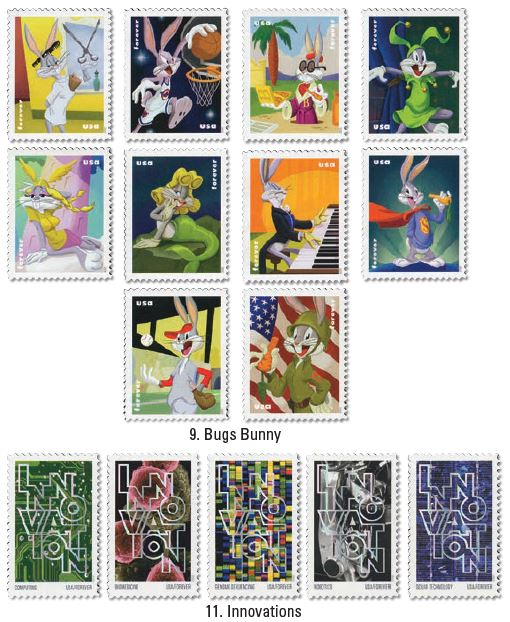 forever usa
forever usa
usa forever
forever usa
usa forever
usa forever
usa forever
usa forever
usa forever
forever usa
9. Bugs Bunny
INNOVATION INNOVATION INNOVATION INNOVATION INNOVATION
COMPUTING USA/FOREVER BIOMEDICINE USA/FOREVER GENOME SEQUENCING USA/FOREVER ROBOTICS USA/FOREVER SOLAR TECHNOLOGY USA/FOREVER
11. Innovations